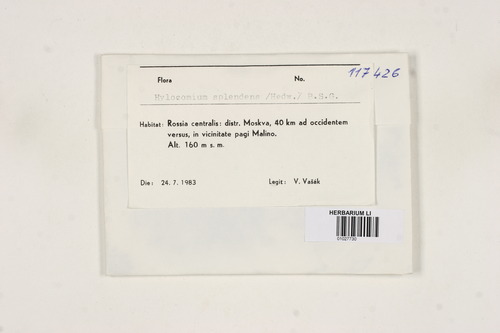 117426
Flora No.
Hylocomium splendens /Hedw./ B.S.G.
Habitat: Rossia centralis: distr. Moskva, 40 km ad occidentem
versus, in vicinitate pagi Malino.
Alt. 160 m s. m.
Die: 24. 7. 1983 Legit: V. Vašák
HERBARIUM LI
01027730